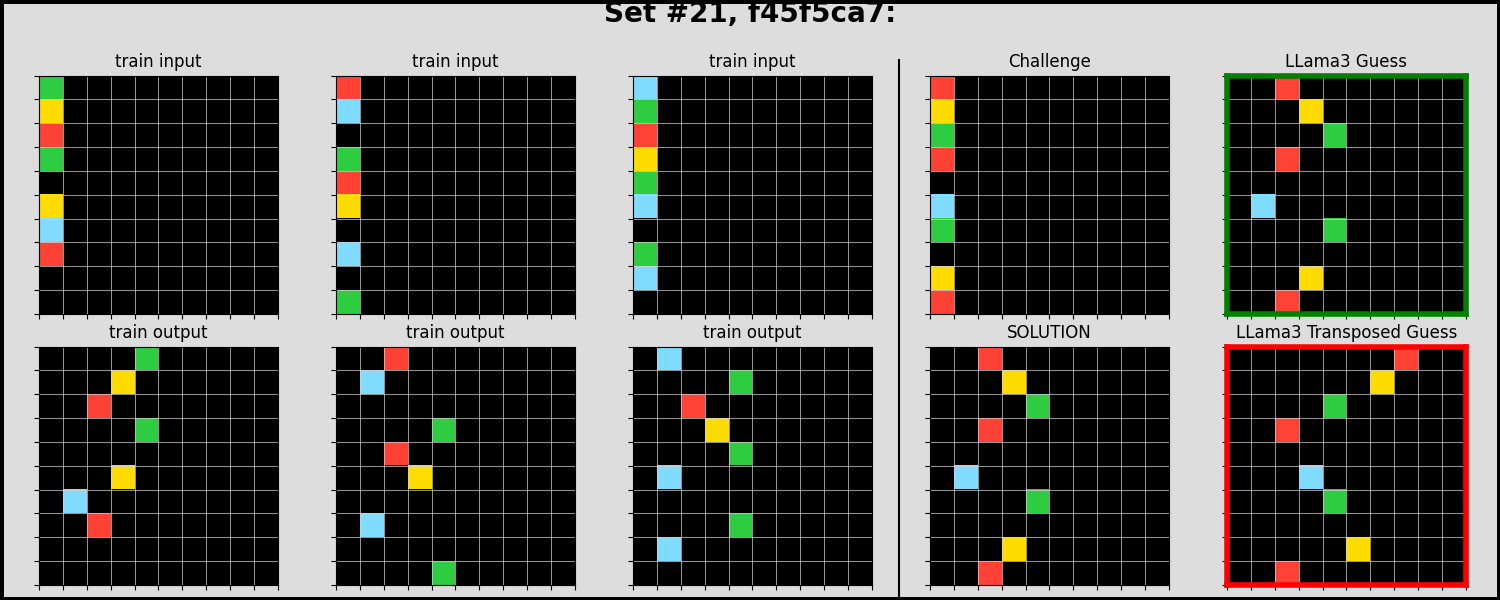 Set #21, f45f5ca7:
train input
train input
train input
Challenge
LLama3 Guess
train output
train output
train output
SOLUTION
LLama3 Transposed Guess